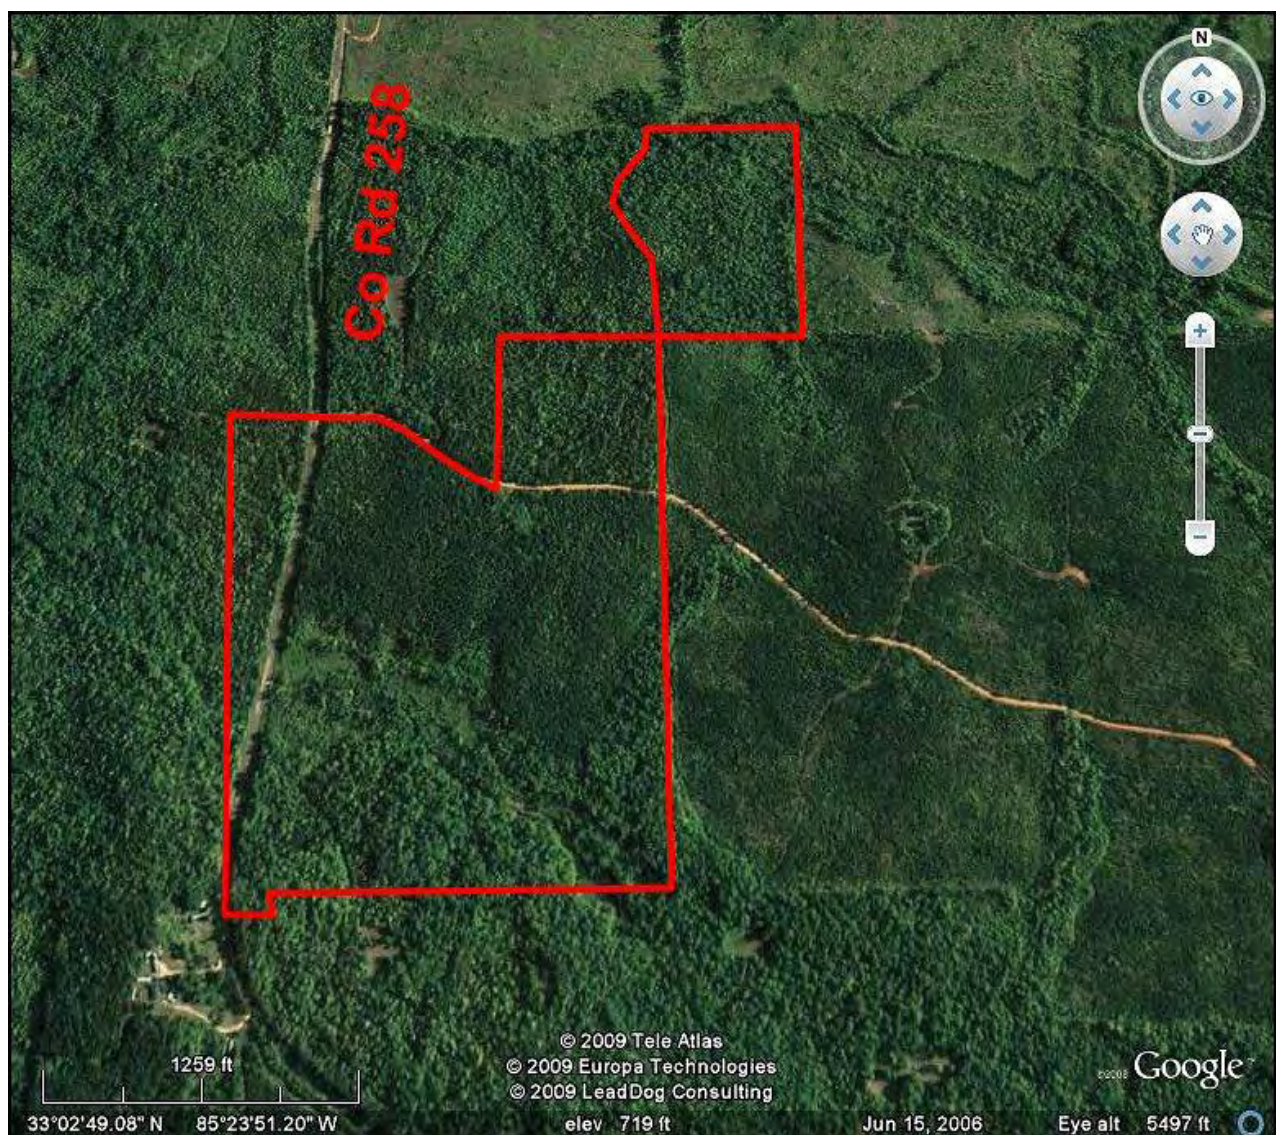 N
Co Rd 258
1259 ft
© 2009 Tele Atlas
© 2009 Europa Technologies
© 2009 LeadDog Consulting
Google
33°02'49.08" N 85°23'51.20" W elev 719 ft Jun 15, 2006 Eye alt 5497 ft